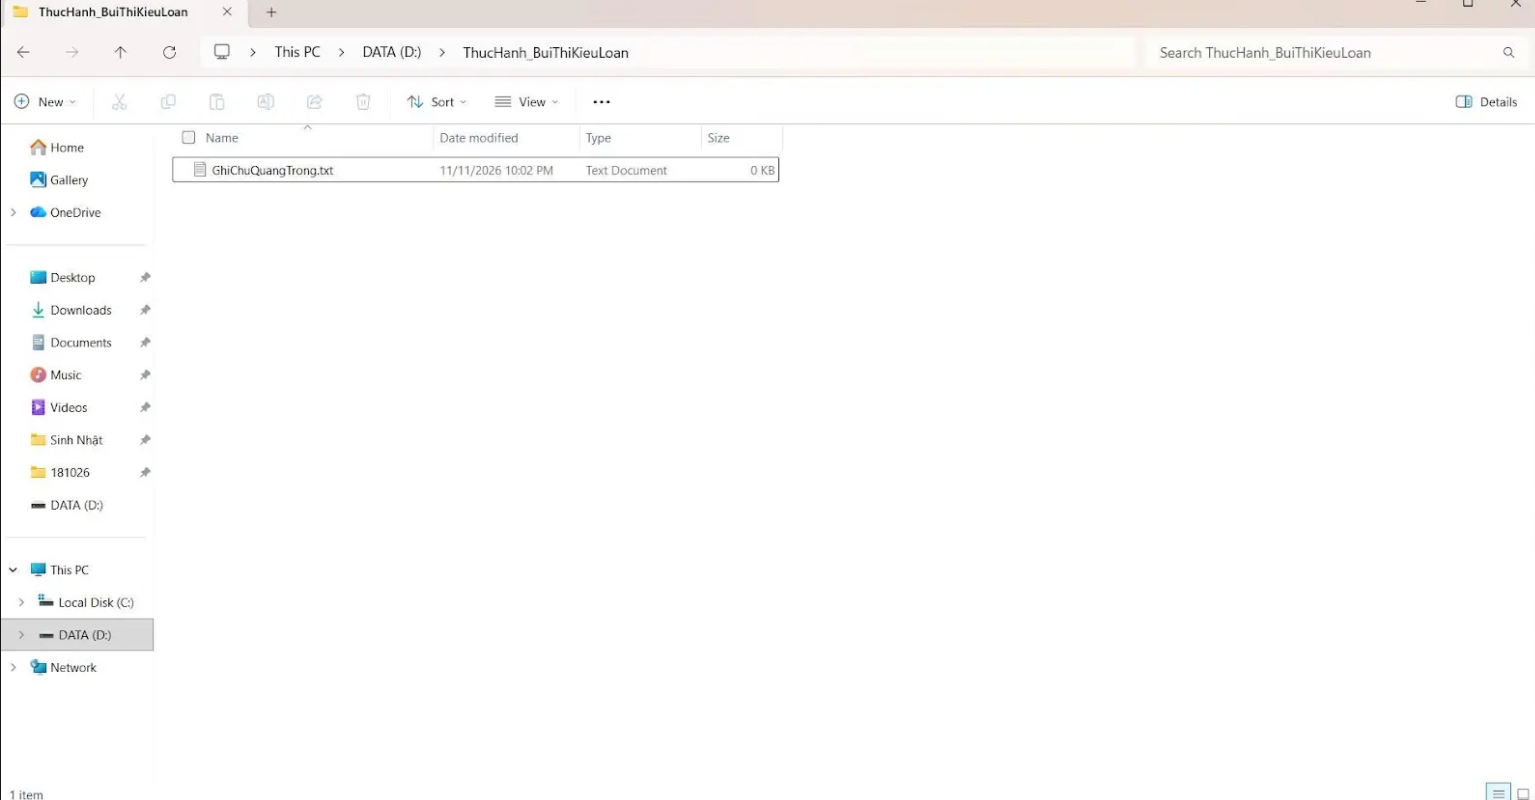 ThucHanh_BuiThiKieuLoan
This PC DATA (D:) ThucHanh_BuiThiKieuLoan Search ThucHanh_BuiThiKieuLoan
New Sort View Details
Name Date modified Type Size
GhiChuQuangTrong.txt 11/11/2026 10:02 PM Text Document 0 KB
Home
Gallery
OneDrive
Desktop
Downloads
Documents
Music
Videos
Sinh Nhật
181026
DATA (D:)
This PC
Local Disk (C:)
DATA (D:)
Network
1 item